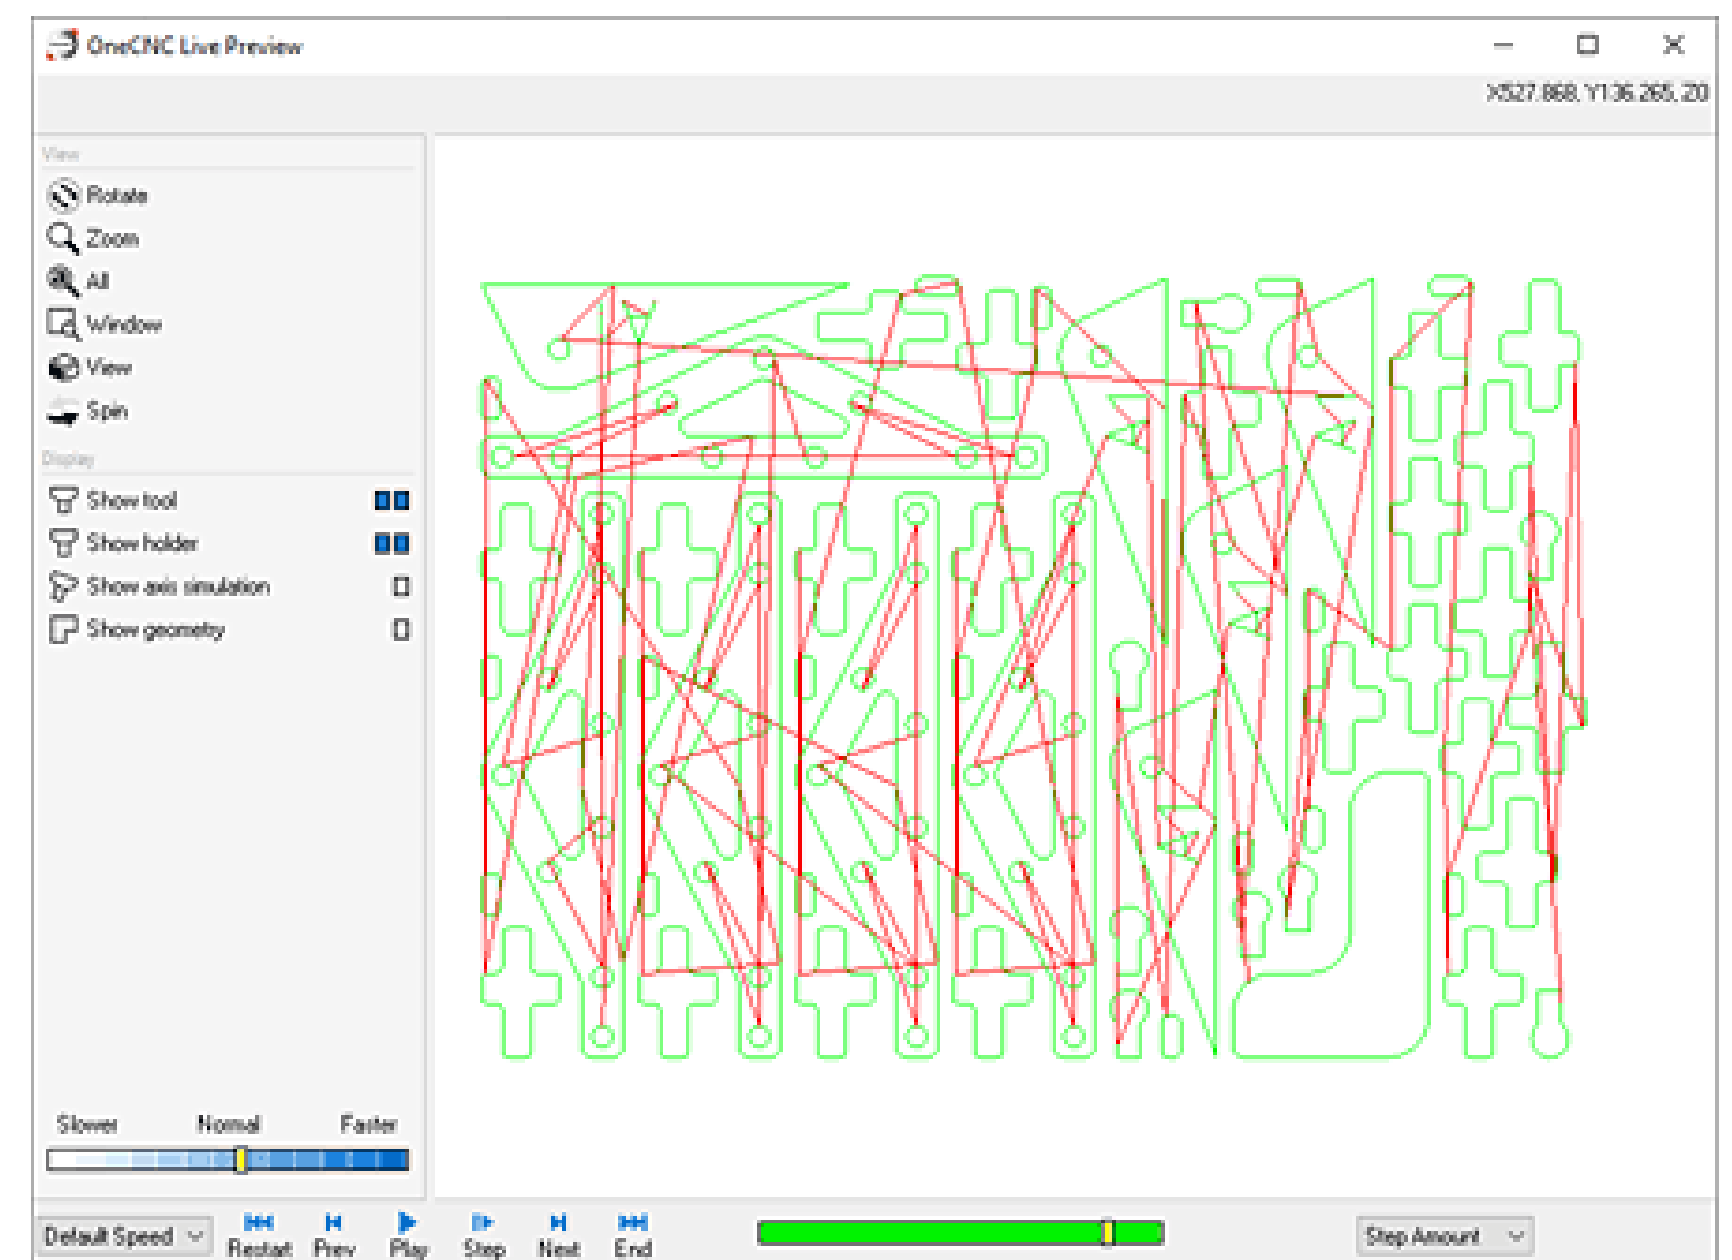 OneCNC Live Preview
X527.868, Y136.265, Z0
View
Rotate
Zoom
All
Window
View
Spin
Display
Show tool
Show holder
Show axis simulation
Show geometry
Slower Normal Faster
Default Speed Restart Prev Play Step Next End Step Amount